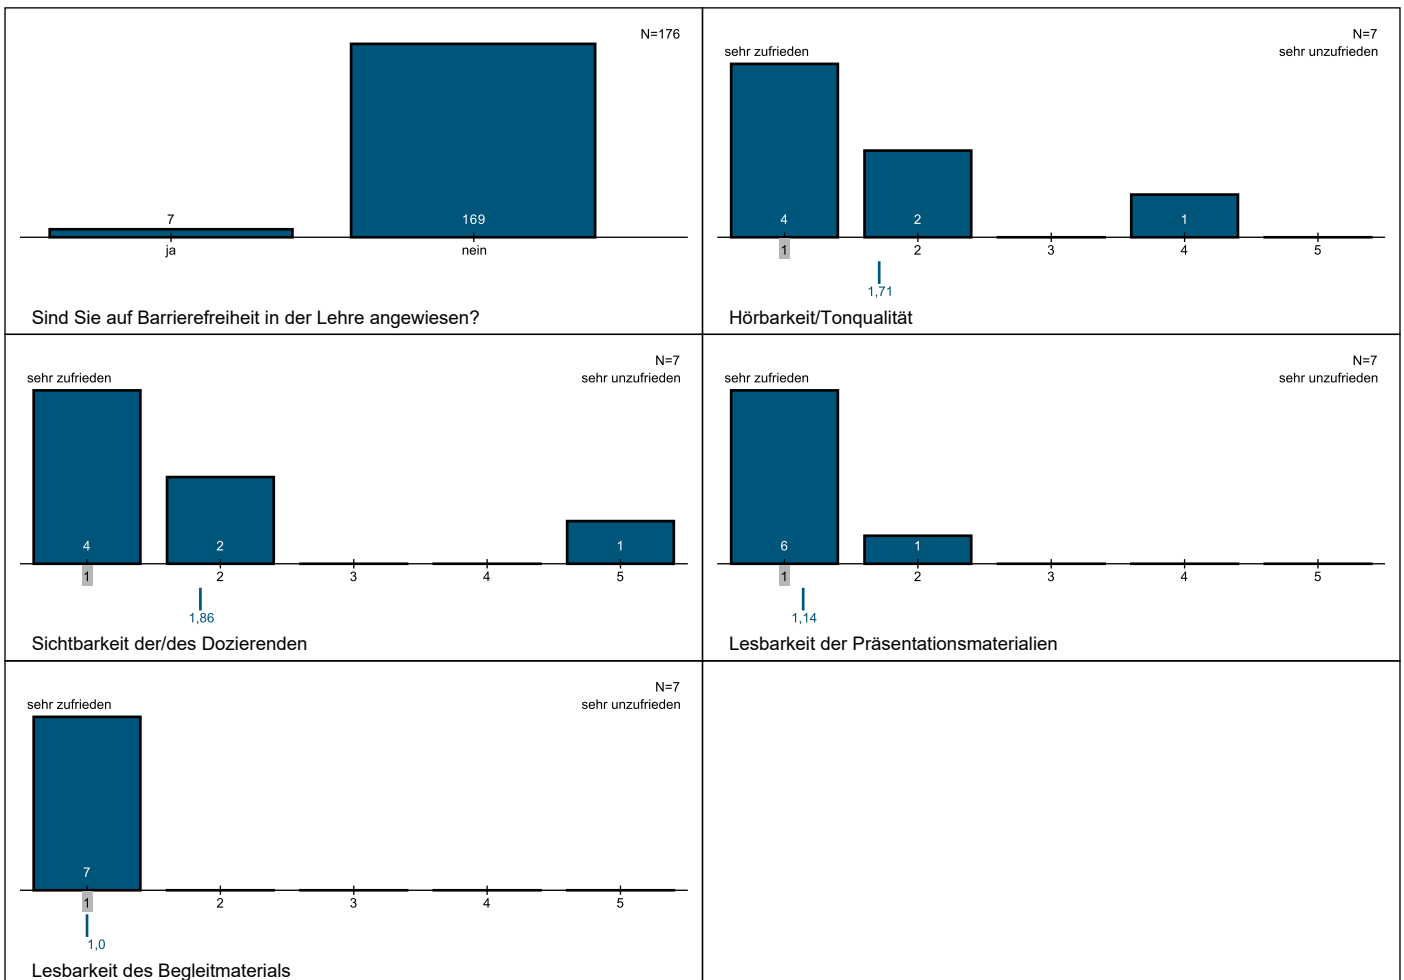 N=176
7
169
ja
nein
Sind Sie auf Barrierefreiheit in der Lehre angewiesen?
N=7
sehr zufrieden
sehr unzufrieden
4
2
1
1
2
3
4
5
1,71
Hörbarkeit/Tonqualität
N=7
sehr zufrieden
sehr unzufrieden
4
2
1
1
2
3
4
5
1,86
Sichtbarkeit der/des Dozierenden
N=7
sehr zufrieden
sehr unzufrieden
6
1
1
2
3
4
5
1,14
Lesbarkeit der Präsentationsmaterialien
N=7
sehr zufrieden
sehr unzufrieden
7
1
2
3
4
5
1,0
Lesbarkeit des Begleitmaterials